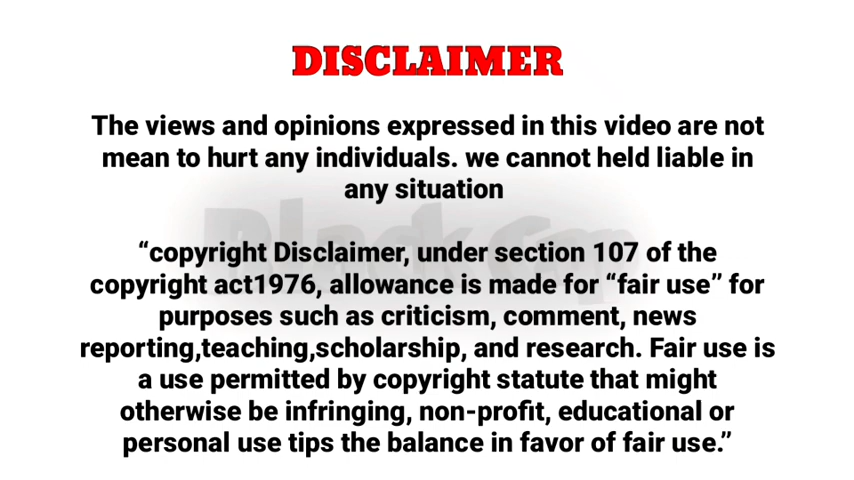 DISCLAIMER
The views and opinions expressed in this video are not
mean to hurt any individuals. we cannot held liable in
any situation
Black Cap
“copyright Disclaimer, under section 107 of the
copyright act1976, allowance is made for “fair use” for
purposes such as criticism, comment, news
reporting,teaching,scholarship, and research. Fair use is
a use permitted by copyright statute that might
otherwise be infringing, non-profit, educational or
personal use tips the balance in favor of fair use.”